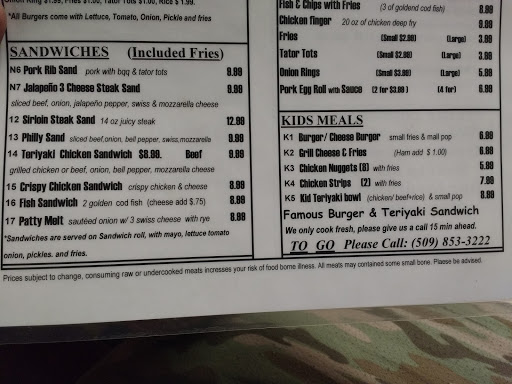 *All Burgers come with Lettuce, Tomato, Onion, Pickle and fries
SANDWICHES (Included Fries)
N6 Pork Rib Sand pork with bqq & tator tots 9.99
N7 Jalapeño 3 Cheese Steak Sand 9.99
sliced beef, onion, jalapeño pepper, swiss & mozzarella cheese
12 Sirloin Steak Sand 14 oz juicy steak 12.99
13 Philly Sand sliced beef,onion, bell pepper, swiss,mozzarella 9.99
14 Teriyaki Chicken Sandwich $8.99. Beef 9.99
grilled chicken or beef, onion, bell pepper, mozzarella cheese
15 Crispy Chicken Sandwich crispy chicken & cheese 8.99
16 Fish Sandwich 2 golden cod fish (cheese add $.75) 8.99
17 Patty Melt sautéed onion w/ 3 swiss cheese with rye 8.99
*Sandwiches are served on Sandwich roll, with mayo, lettuce tomato
onion, pickles. and fries.
Fish & Chips with Fries (3 of goldend cod fish) 8.99
Chicken finger 20 oz of chicken deep fry 9.99
Fries (Small $2.99) (Large) 3.99
Tator Tots (Small $2.99) (Large) 3.99
Onion Rings (Small $3.99) (Large) 5.99
Pork Egg Roll with Sauce (2 for $3.99 ) (4 for) 6.99
KIDS MEALS
K1 Burger/ Cheese Burger small fries & mall pop 6.99
K2 Grill Cheese & Fries (Ham add $ 1.00) 6.99
K3 Chicken Nuggets (8) with fries 5.99
K4 Chicken Strips (2) with fries 7.99
K5 Kid Teriyaki bowl (chicken/ beef+rice) & small pop 8.99
Famous Burger & Teriyaki Sandwich
We only cook fresh, please give us a call 15 min ahead.
TO GO Please Call: (509) 853-3222
Prices subject to change, consuming raw or undercooked meats increases your risk of food borne illness. All meats may contained some small bone. Plaese be advised.